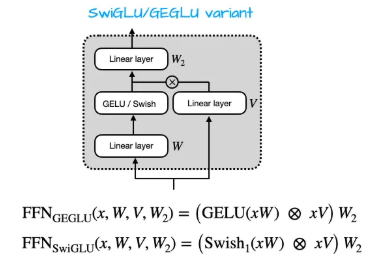 SwiGLU/GEGLU variant
Linear layer W₂
⊗
GELU / Swish Linear layer V
Linear layer W
FFN_GEGLU(x, W, V, W₂) = (GELU(xW) ⊗ xV) W₂
FFN_SwiGLU(x, W, V, W₂) = (Swish₁(xW) ⊗ xV) W₂